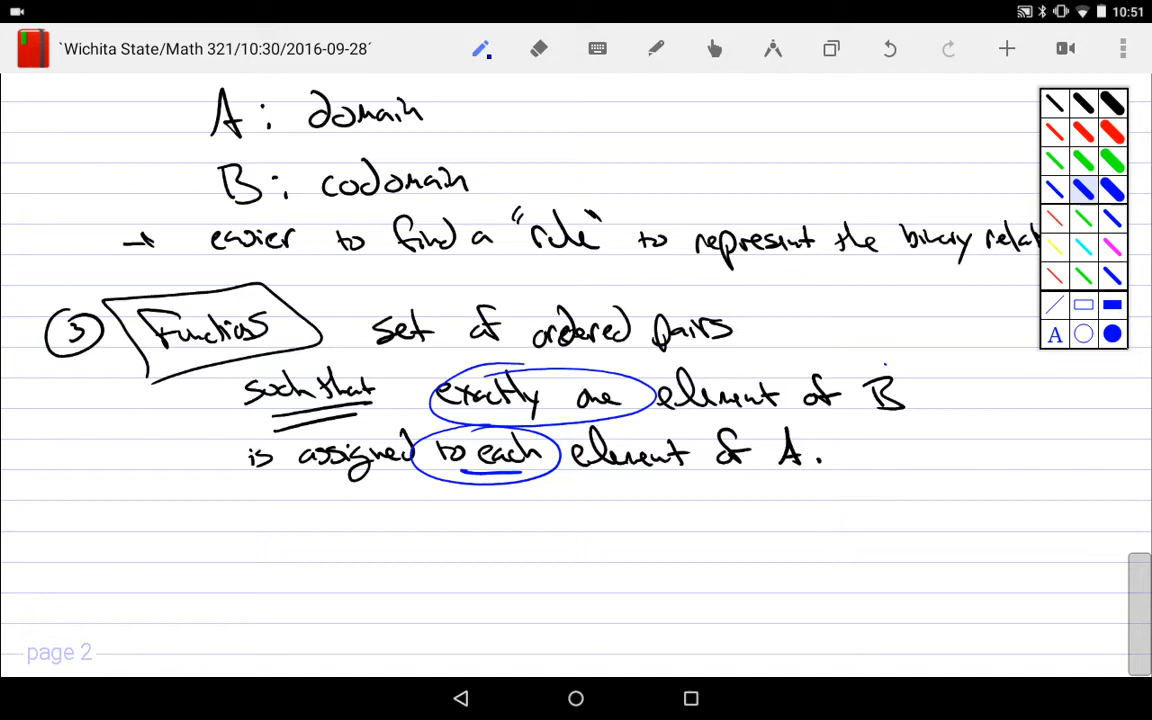 10:51
`Wichita State/Math 321/10:30/2016-09-28´
A: domain
B: codomain
→ easier to find a "rule" to represent the binary relat
③ Functions set of ordered pairs
such that exactly one element of B
is assigned to each element of A.
A
page 2